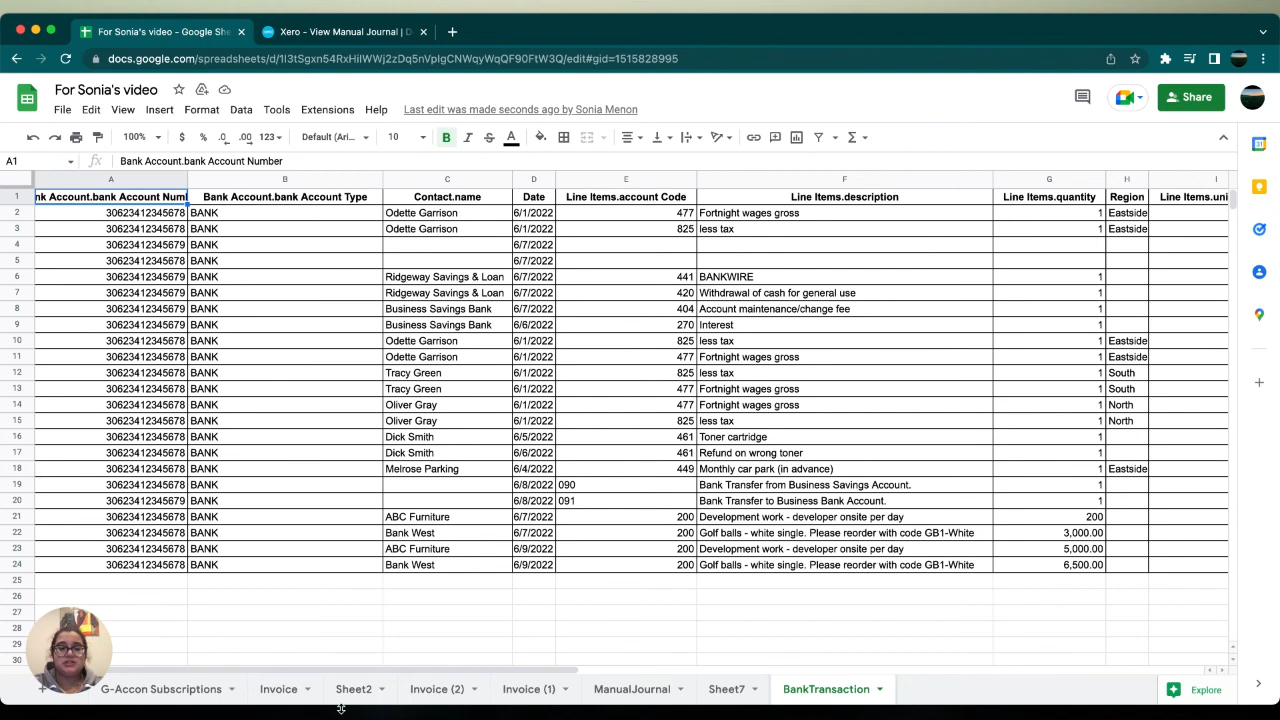 For Sonia's video - Google She
Xero - View Manual Journal | D
docs.google.com/spreadsheets/d/1I3tSgxn54RxHiIWWj2zDq5nVpIgCNWqyWqQF90FtW3Q/edit#gid=1515828995
For Sonia's video
File Edit View Insert Format Data Tools Extensions Help Last edit was made seconds ago by Sonia Menon
Share
100% $ % .0 .00 123 Default (Ari... 10 B I S A
A1 fx Bank Account.bank Account Number
A B C D E F G H I
1 nk Account.bank Account Numl Bank Account.bank Account Type Contact.name Date Line Items.account Code Line Items.description Line Items.quantity Region Line Items.uni
2 30623412345678 BANK Odette Garrison 6/1/2022 477 Fortnight wages gross 1 Eastside
3 30623412345678 BANK Odette Garrison 6/1/2022 825 less tax 1 Eastside
4 30623412345679 BANK 6/7/2022 1
5 30623412345678 BANK 6/7/2022 1
6 30623412345679 BANK Ridgeway Savings & Loan 6/7/2022 441 BANKWIRE 1
7 30623412345679 BANK Ridgeway Savings & Loan 6/7/2022 420 Withdrawal of cash for general use 1
8 30623412345679 BANK Business Savings Bank 6/7/2022 404 Account maintenance/change fee 1
9 30623412345679 BANK Business Savings Bank 6/6/2022 270 Interest 1
10 30623412345678 BANK Odette Garrison 6/1/2022 825 less tax 1 Eastside
11 30623412345678 BANK Odette Garrison 6/1/2022 477 Fortnight wages gross 1 Eastside
12 30623412345678 BANK Tracy Green 6/1/2022 825 less tax 1 South
13 30623412345678 BANK Tracy Green 6/1/2022 477 Fortnight wages gross 1 South
14 30623412345678 BANK Oliver Gray 6/1/2022 477 Fortnight wages gross 1 North
15 30623412345678 BANK Oliver Gray 6/1/2022 825 less tax 1 North
16 30623412345678 BANK Dick Smith 6/5/2022 461 Toner cartridge 1
17 30623412345678 BANK Dick Smith 6/6/2022 461 Refund on wrong toner 1
18 30623412345678 BANK Melrose Parking 6/4/2022 449 Monthly car park (in advance) 1 Eastside
19 30623412345678 BANK 6/8/2022 090 Bank Transfer from Business Savings Account. 1
20 30623412345678 BANK 6/8/2022 091 Bank Transfer to Business Bank Account. 1
21 30623412345678 BANK ABC Furniture 6/7/2022 200 Development work - developer onsite per day 200
22 30623412345678 BANK Bank West 6/7/2022 200 Golf balls - white single. Please reorder with code GB1-White 3,000.00
23 30623412345678 BANK ABC Furniture 6/9/2022 200 Development work - developer onsite per day 5,000.00
24 30623412345678 BANK Bank West 6/9/2022 200 Golf balls - white single. Please reorder with code GB1-White 6,500.00
25
26
27
28
29
30
G-Accon Subscriptions Invoice Sheet2 Invoice (2) Invoice (1) ManualJournal Sheet7 BankTransaction Explore